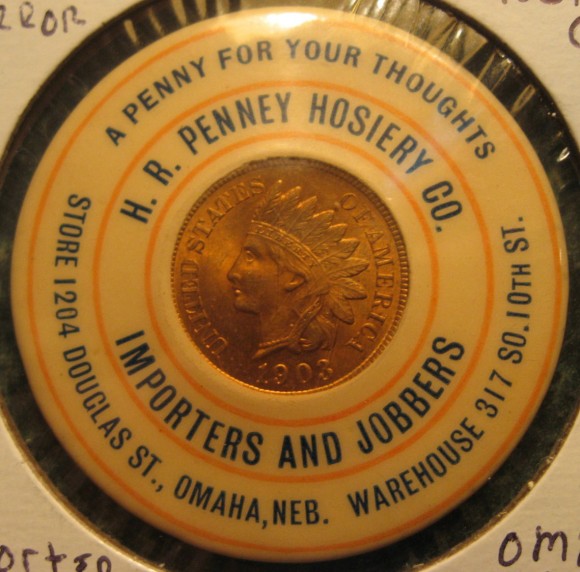 A PENNY FOR YOUR THOUGHTS
H. R. PENNEY HOSIERY CO.
UNITED STATES OF AMERICA
1903
IMPORTERS AND JOBBERS
STORE 1204 DOUGLAS ST., OMAHA, NEB. WAREHOUSE 317 SO. 10TH ST.